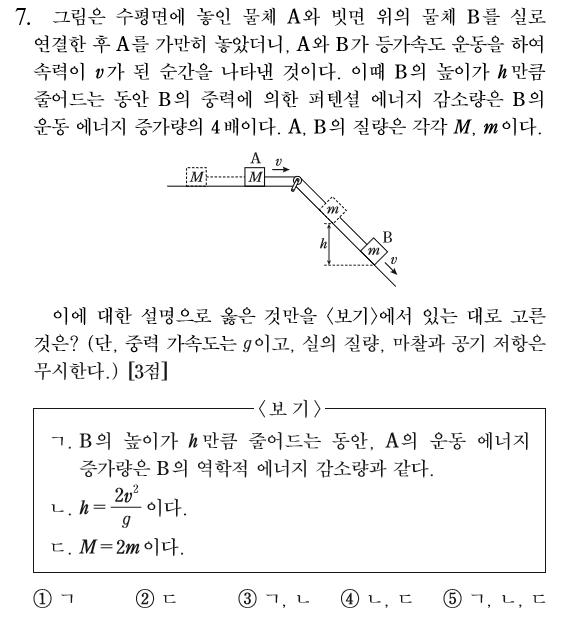 7. 그림은 수평면에 놓인 물체 A와 빗면 위의 물체 B를 실로
연결한 후 A를 가만히 놓았더니, A와 B가 등가속도 운동을 하여
속력이 v가 된 순간을 나타낸 것이다. 이때 B의 높이가 h만큼
줄어드는 동안 B의 중력에 의한 퍼텐셜 에너지 감소량은 B의
운동 에너지 증가량의 4배이다. A, B의 질량은 각각 M, m이다.
A v
M M
m
h B
m
v
이에 대한 설명으로 옳은 것만을 <보기>에서 있는 대로 고른
것은? (단, 중력 가속도는 g이고, 실의 질량, 마찰과 공기 저항은
무시한다.) [3점]
<보 기>
ㄱ. B의 높이가 h만큼 줄어드는 동안, A의 운동 에너지
증가량은 B의 역학적 에너지 감소량과 같다.
ㄴ. h = 2v²/g 이다.
ㄷ. M = 2m이다.
① ㄱ ② ㄷ ③ ㄱ, ㄴ ④ ㄴ, ㄷ ⑤ ㄱ, ㄴ, ㄷ